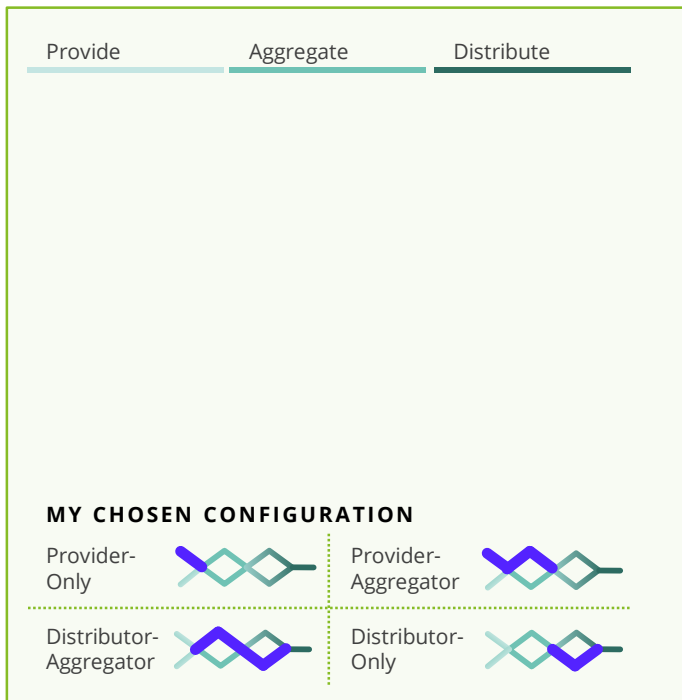 Provide Aggregate Distribute
MY CHOSEN CONFIGURATION
Provider-
Only
Provider-
Aggregator
Distributor-
Aggregator
Distributor-
Only